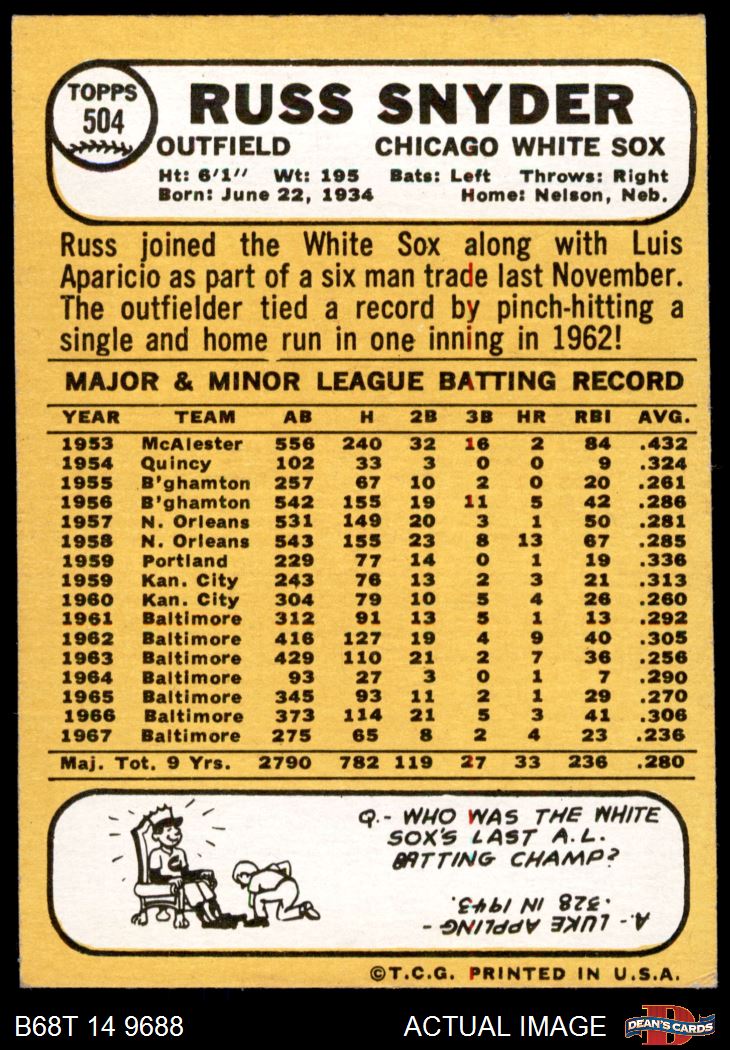 TOPPS
504
RUSS SNYDER
OUTFIELD CHICAGO WHITE SOX
Ht: 6'1" Wt: 195 Bats: Left Throws: Right
Born: June 22, 1934 Home: Nelson, Neb.
Russ joined the White Sox along with Luis
Aparicio as part of a six man trade last November.
The outfielder tied a record by pinch-hitting a
single and home run in one inning in 1962!
MAJOR & MINOR LEAGUE BATTING RECORD
YEAR TEAM AB H 2B 3B HR RBI AVG.
1953 McAlester 556 240 32 16 2 84 .432
1954 Quincy 102 33 3 0 0 9 .324
1955 B'ghamton 257 67 10 2 0 20 .261
1956 B'ghamton 542 155 19 11 5 42 .286
1957 N. Orleans 531 149 20 3 1 50 .281
1958 N. Orleans 543 155 23 8 13 67 .285
1959 Portland 229 77 14 0 1 19 .336
1959 Kan. City 243 76 13 2 3 21 .313
1960 Kan. City 304 79 10 5 4 26 .260
1961 Baltimore 312 91 13 5 1 13 .292
1962 Baltimore 416 127 19 4 9 40 .305
1963 Baltimore 429 110 21 2 7 36 .256
1964 Baltimore 93 27 3 0 1 7 .290
1965 Baltimore 345 93 11 2 1 29 .270
1966 Baltimore 373 114 21 5 3 41 .306
1967 Baltimore 275 65 8 2 4 23 .236
Maj. Tot. 9 Yrs. 2790 782 119 27 33 236 .280
Q.- WHO WAS THE WHITE
SOX'S LAST A.L.
BATTING CHAMP?
A.- LUKE APPLING -
.328 IN 1943.
©T.C.G. PRINTED IN U.S.A.
B68T 14 9688 ACTUAL IMAGE
D
DEAN'S CARDS